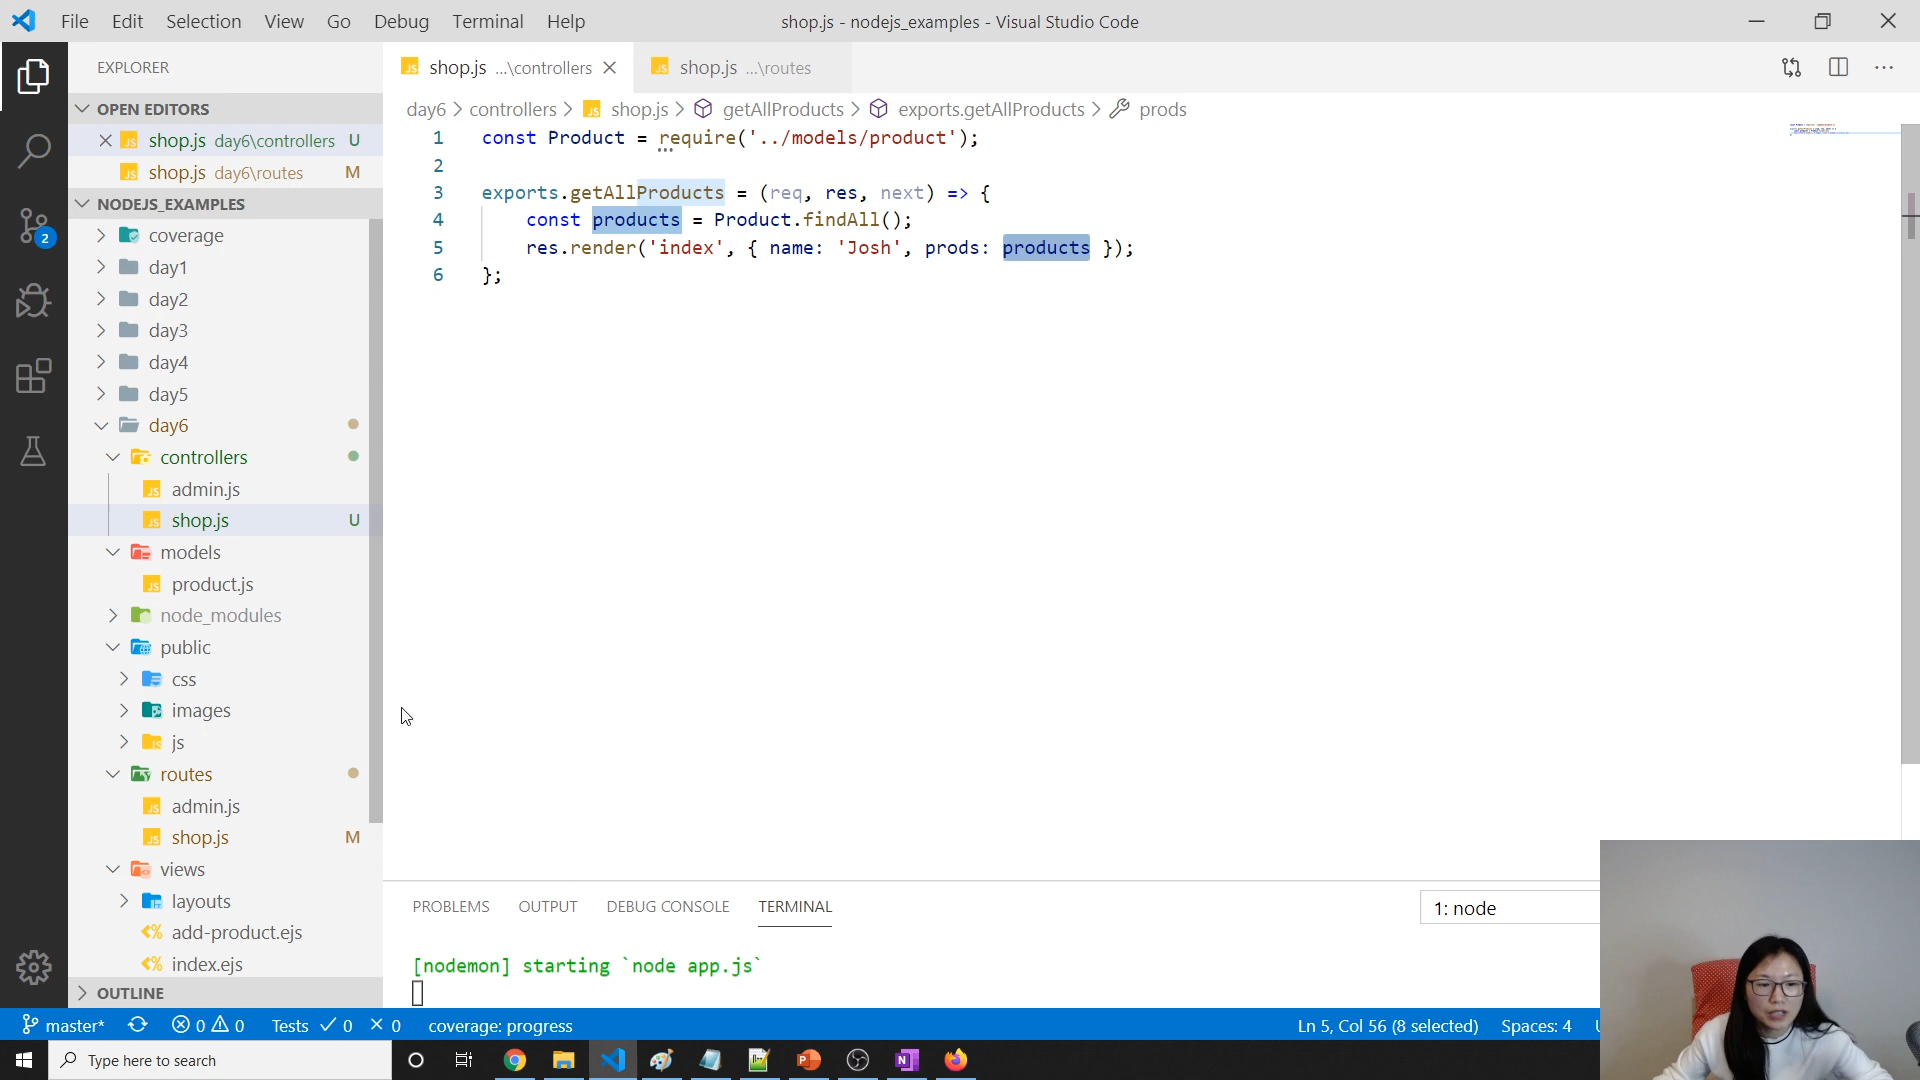 File Edit Selection View Go Debug Terminal Help
shop.js - nodejs_examples - Visual Studio Code
EXPLORER
OPEN EDITORS
shop.js day6\controllers U
shop.js day6\routes M
NODEJS_EXAMPLES
coverage
day1
day2
day3
day4
day5
day6
controllers
admin.js
shop.js U
models
product.js
node_modules
public
css
images
js
routes
admin.js
shop.js M
views
layouts
add-product.ejs
index.ejs
OUTLINE
2
shop.js ...\controllers
shop.js ...\routes
day6 > controllers > shop.js > getAllProducts > exports.getAllProducts > prods
1 const Product = require('../models/product');
2
3 exports.getAllProducts = (req, res, next) => {
4 const products = Product.findAll();
5 res.render('index', { name: 'Josh', prods: products });
6 };
PROBLEMS OUTPUT DEBUG CONSOLE TERMINAL
1: node
[nodemon] starting `node app.js`
master* 0 0 Tests 0 0 coverage: progress
Ln 5, Col 56 (8 selected) Spaces: 4
Type here to search